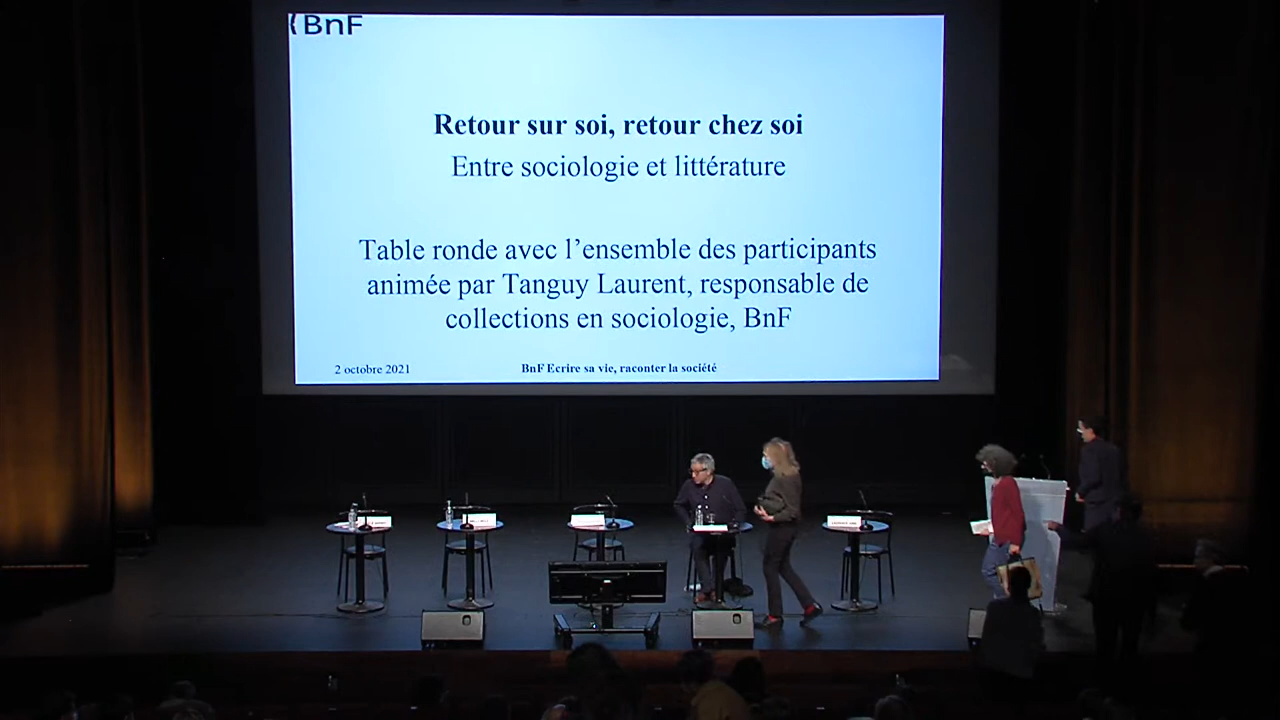 BnF
Retour sur soi, retour chez soi
Entre sociologie et littérature
Table ronde avec l’ensemble des participants
animée par Tanguy Laurent, responsable de
collections en sociologie, BnF
2 octobre 2021
BnF Ecrire sa vie, raconter la société